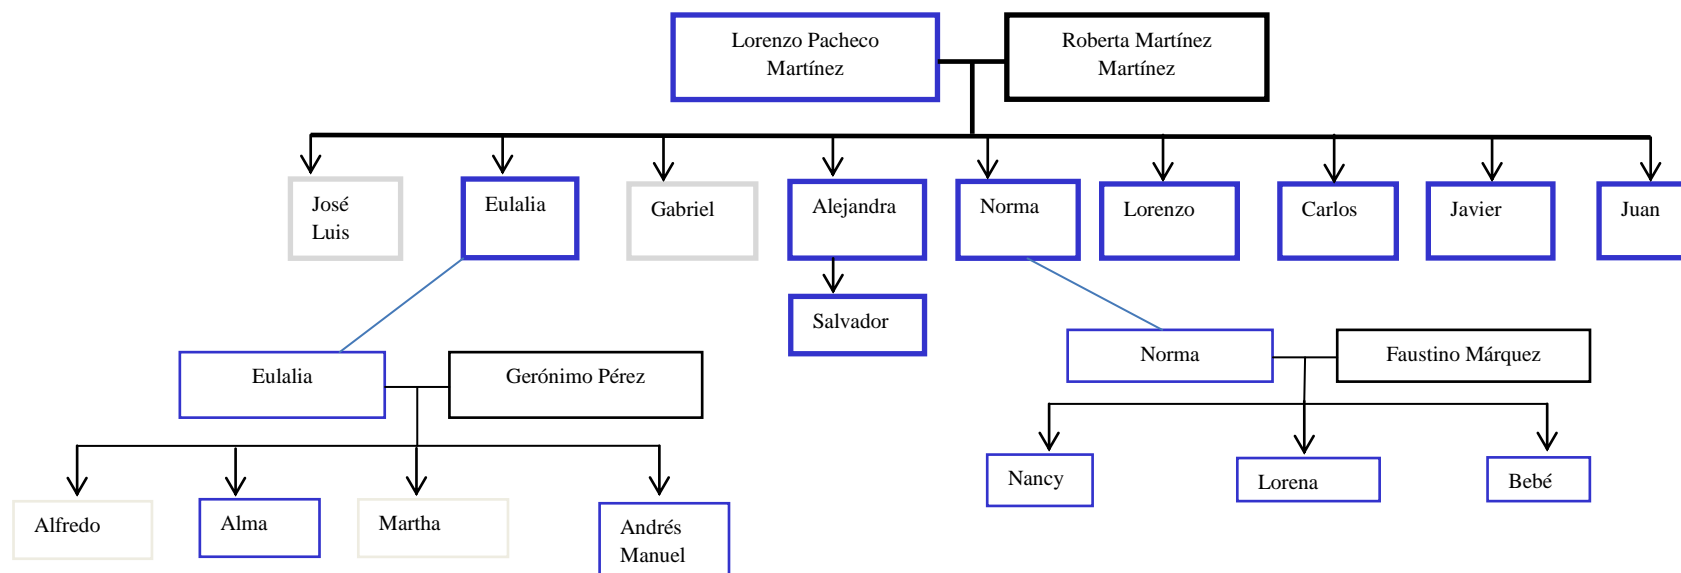 Lorenzo Pacheco
Martínez
Roberta Martínez
Martínez
José
Luis
Eulalia
Gabriel
Alejandra
Norma
Lorenzo
Carlos
Javier
Juan
Salvador
Eulalia
Gerónimo Pérez
Norma
Faustino Márquez
Alfredo
Alma
Martha
Andrés
Manuel
Nancy
Lorena
Bebé